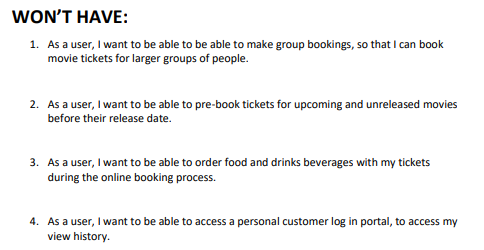 WON'T HAVE:
1. As a user, I want to be able to be able to make group bookings, so that I can book
movie tickets for larger groups of people.
2. As a user, I want to be able to pre-book tickets for upcoming and unreleased movies
before their release date.
3. As a user, I want to be able to order food and drinks beverages with my tickets
during the online booking process.
4. As a user, I want to be able to access a personal customer log in portal, to access my
view history.